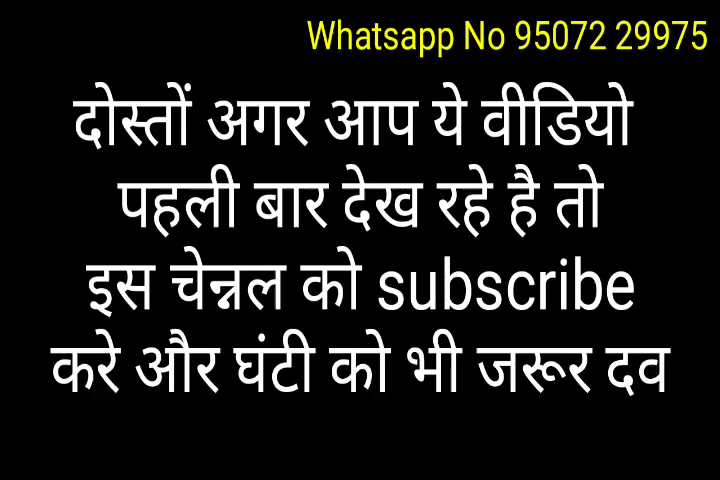 Whatsapp No 95072 29975
दोस्तों अगर आप ये वीडियो
पहली बार देख रहे है तो
इस चेन्नल को subscribe
करे और घंटी को भी जरूर दव